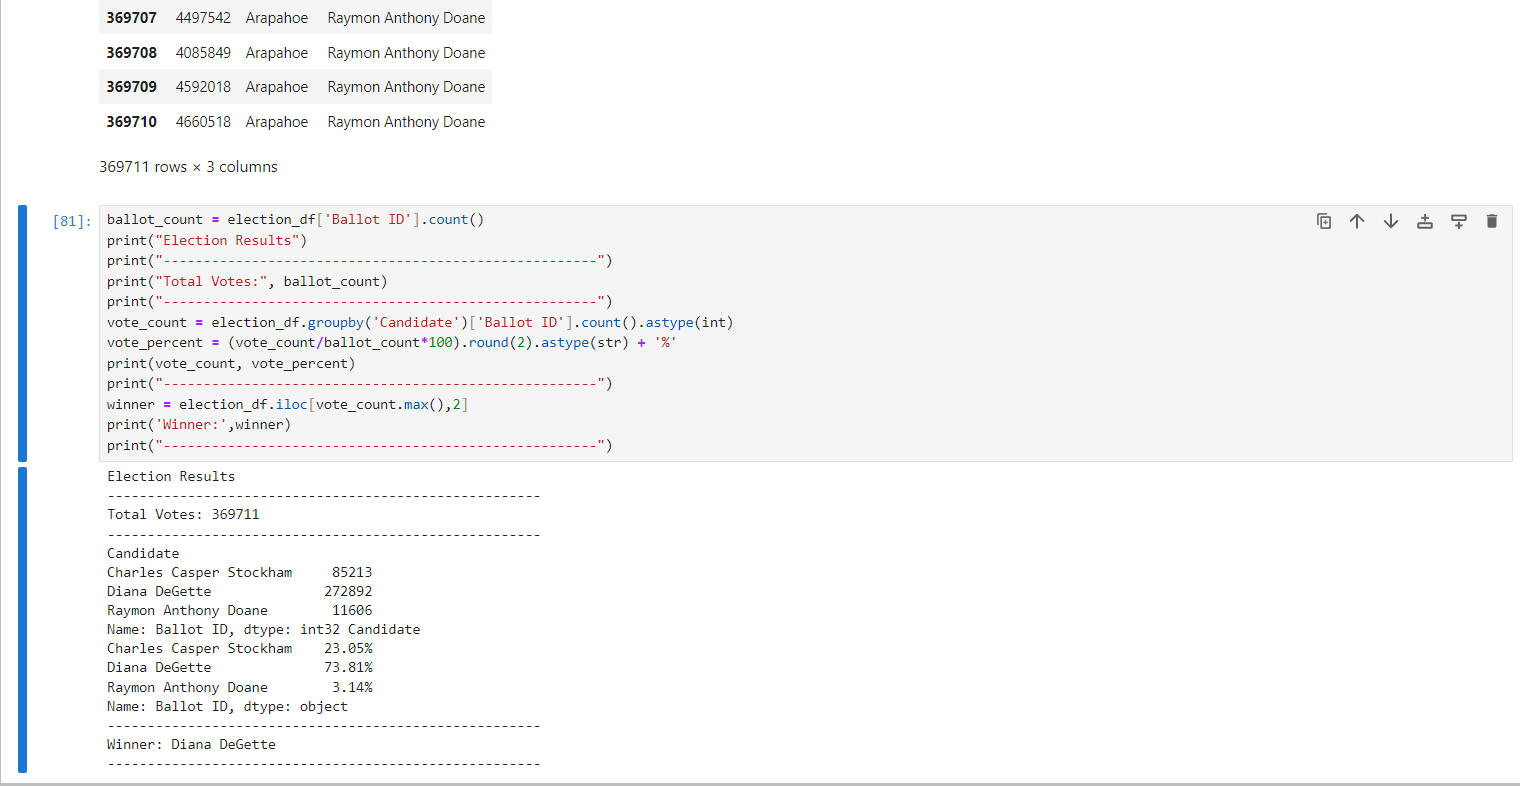 369707 4497542 Arapahoe Raymon Anthony Doane
369708 4085849 Arapahoe Raymon Anthony Doane
369709 4592018 Arapahoe Raymon Anthony Doane
369710 4660518 Arapahoe Raymon Anthony Doane
369711 rows × 3 columns
[81]: ballot_count = election_df['Ballot ID'].count()
print("Election Results")
print("------------------------------------------------------")
print("Total Votes:", ballot_count)
print("------------------------------------------------------")
vote_count = election_df.groupby('Candidate')['Ballot ID'].count().astype(int)
vote_percent = (vote_count/ballot_count*100).round(2).astype(str) + '%'
print(vote_count, vote_percent)
print("------------------------------------------------------")
winner = election_df.iloc[vote_count.max(),2]
print('Winner:',winner)
print("------------------------------------------------------")
Election Results
------------------------------------------------------
Total Votes: 369711
------------------------------------------------------
Candidate
Charles Casper Stockham     85213
Diana DeGette              272892
Raymon Anthony Doane        11606
Name: Ballot ID, dtype: int32 Candidate
Charles Casper Stockham    23.05%
Diana DeGette              73.81%
Raymon Anthony Doane        3.14%
Name: Ballot ID, dtype: object
------------------------------------------------------
Winner: Diana DeGette
------------------------------------------------------